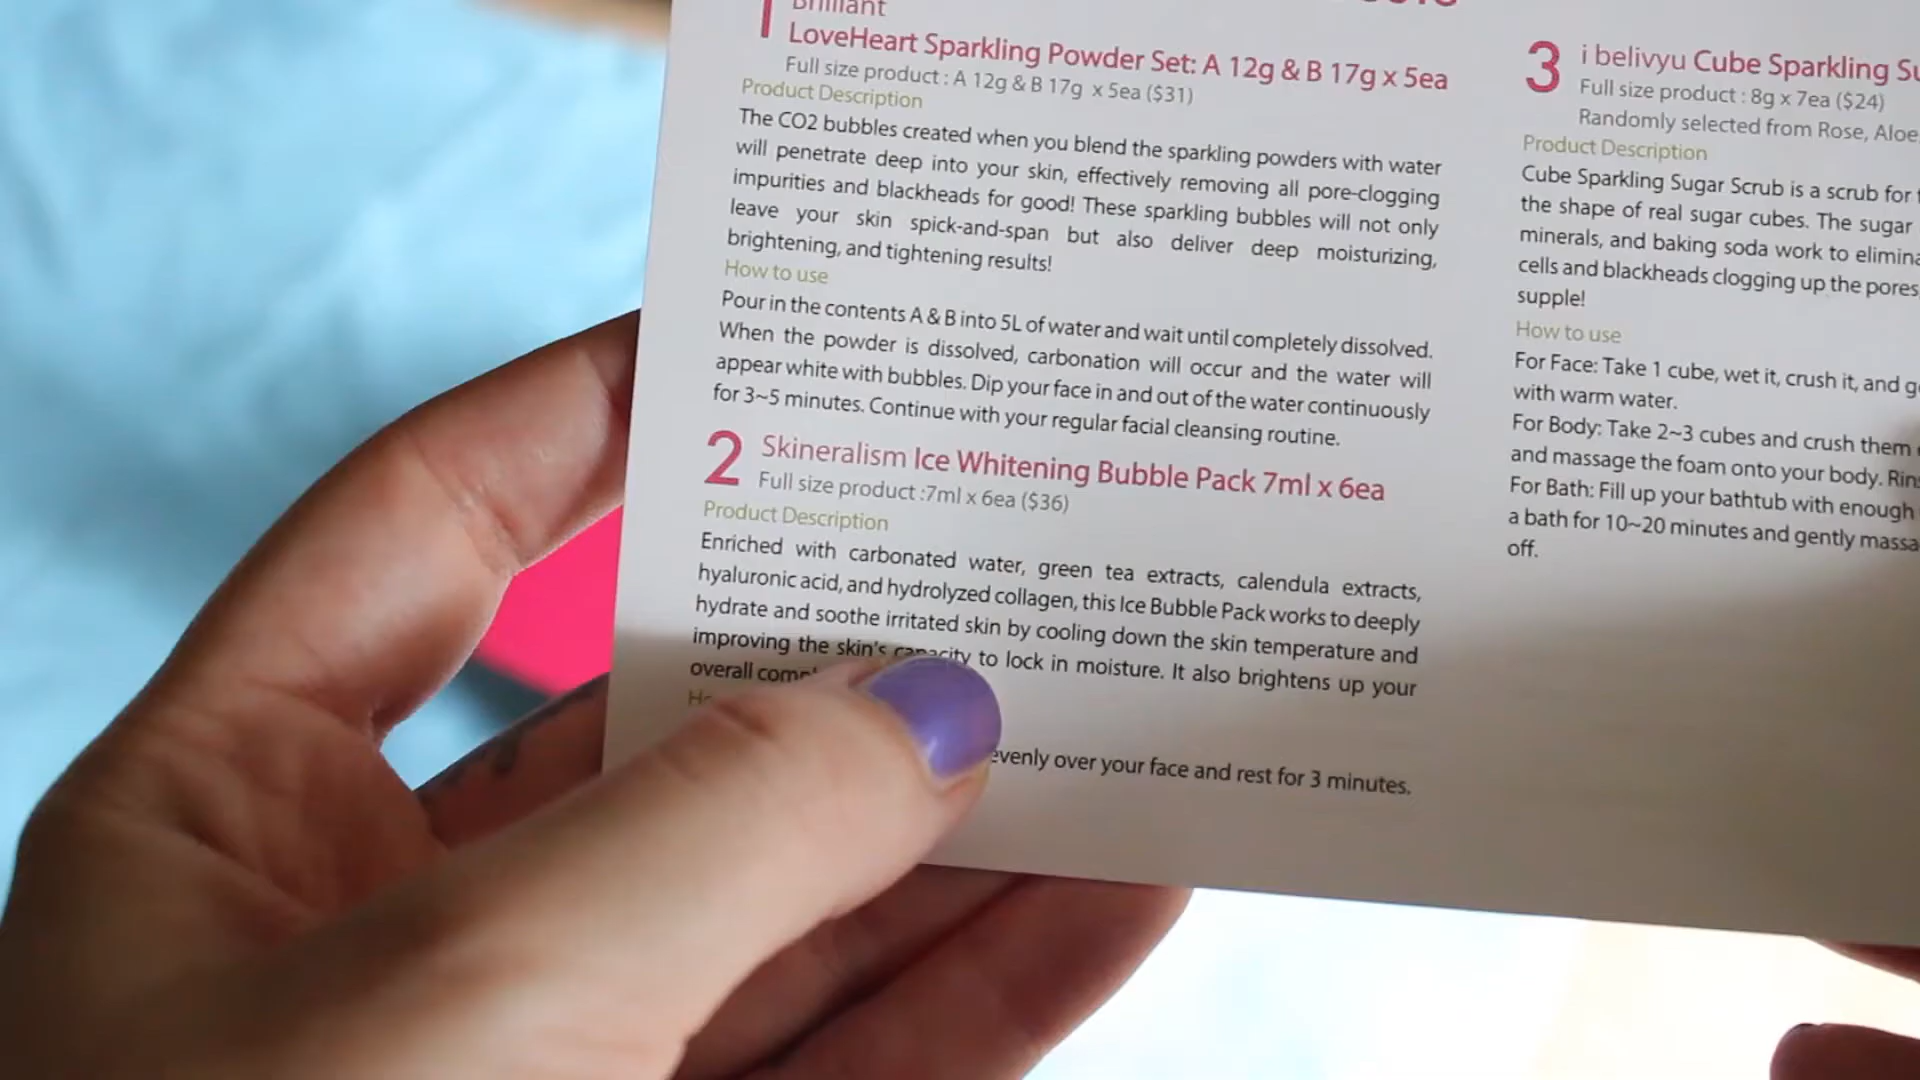 1 Brilliant
LoveHeart Sparkling Powder Set: A 12g & B 17g x 5ea
Full size product : A 12g & B 17g x 5ea ($31)
Product Description
The CO2 bubbles created when you blend the sparkling powders with water
will penetrate deep into your skin, effectively removing all pore-clogging
impurities and blackheads for good! These sparkling bubbles will not only
leave your skin spick-and-span but also deliver deep moisturizing,
brightening, and tightening results!
How to use
Pour in the contents A & B into 5L of water and wait until completely dissolved.
When the powder is dissolved, carbonation will occur and the water will
appear white with bubbles. Dip your face in and out of the water continuously
for 3~5 minutes. Continue with your regular facial cleansing routine.
2 Skineralism Ice Whitening Bubble Pack 7ml x 6ea
Full size product :7ml x 6ea ($36)
Product Description
Enriched with carbonated water, green tea extracts, calendula extracts,
hyaluronic acid, and hydrolyzed collagen, this Ice Bubble Pack works to deeply
hydrate and soothe irritated skin by cooling down the skin temperature and
improving the skin's capacity to lock in moisture. It also brightens up your
overall
evenly over your face and rest for 3 minutes.
3 i belivyu Cube Sparkling
Full size product : 8g x 7ea ($24)
Randomly selected from Rose, Aloe
Product Description
Cube Sparkling Sugar Scrub is a scrub for
the shape of real sugar cubes. The sugar
minerals, and baking soda work to
cells and blackheads clogging up the pores
supple!
How to use
For Face: Take 1 cube, wet it, crush it, and
with warm water.
For Body: Take 2~3 cubes and crush them
and massage the foam onto your body.
For Bath: Fill up your bathtub with enough
a bath for 10~20 minutes and gently
off.